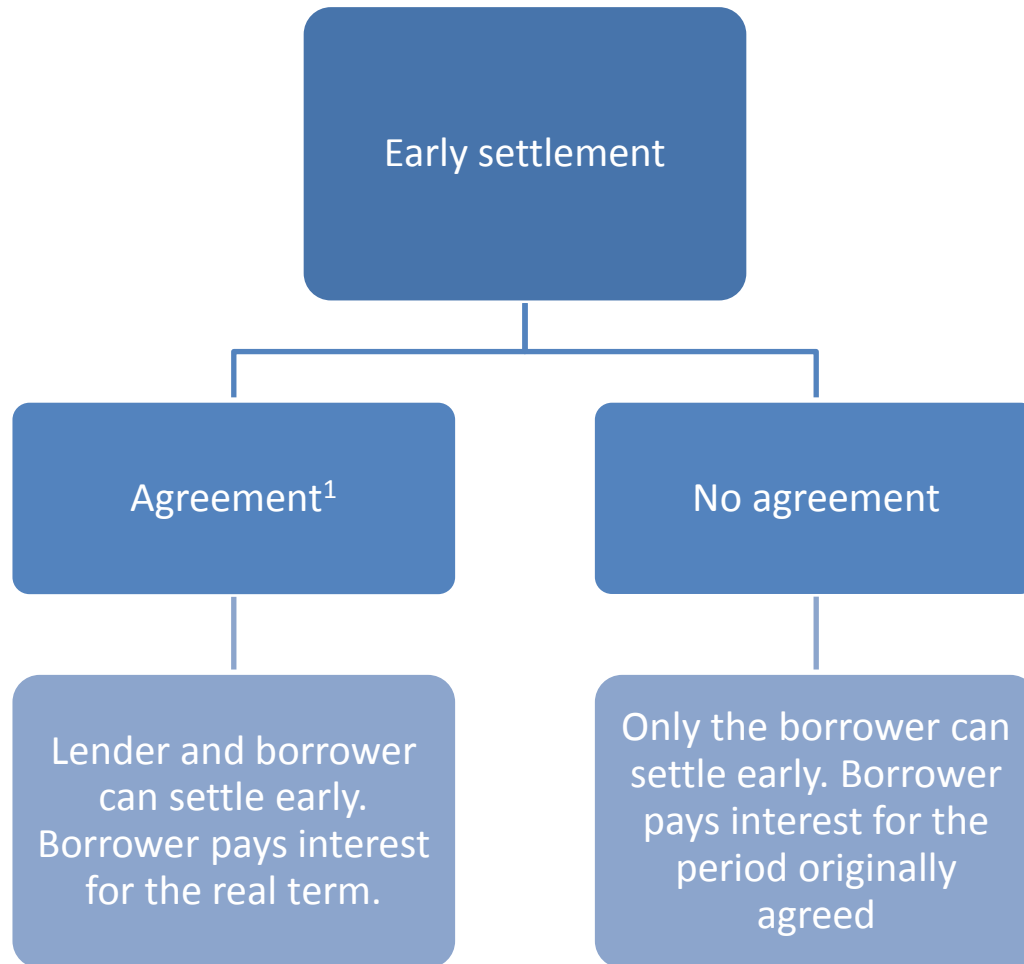 Early settlement
Agreement¹
No agreement
Lender and borrower
can settle early.
Borrower pays interest
for the real term.
Only the borrower can
settle early. Borrower
pays interest for the
period originally
agreed